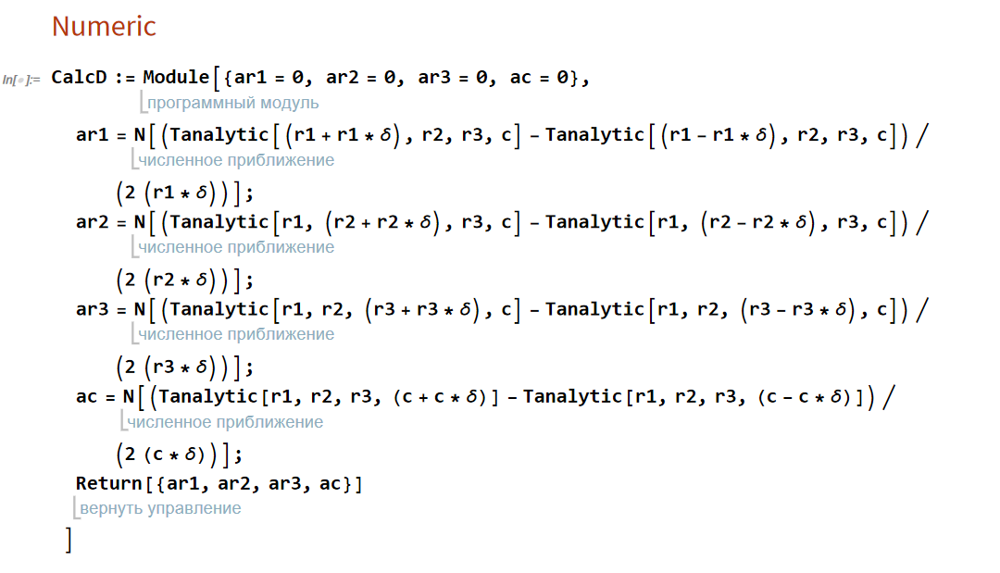 Numeric
In[◦]:= CalcD := Module[{ar1 = 0, ar2 = 0, ar3 = 0, ac = 0},
программный модуль
ar1 = N[(Tanalytic[(r1 + r1 * δ), r2, r3, c] - Tanalytic[(r1 - r1 * δ), r2, r3, c]) /
численное приближение
(2 (r1 * δ))];
ar2 = N[(Tanalytic[r1, (r2 + r2 * δ), r3, c] - Tanalytic[r1, (r2 - r2 * δ), r3, c]) /
численное приближение
(2 (r2 * δ))];
ar3 = N[(Tanalytic[r1, r2, (r3 + r3 * δ), c] - Tanalytic[r1, r2, (r3 - r3 * δ), c]) /
численное приближение
(2 (r3 * δ))];
ac = N[(Tanalytic[r1, r2, r3, (c + c * δ)] - Tanalytic[r1, r2, r3, (c - c * δ)]) /
численное приближение
(2 (c * δ))];
Return[{ar1, ar2, ar3, ac}]
вернуть управление
]